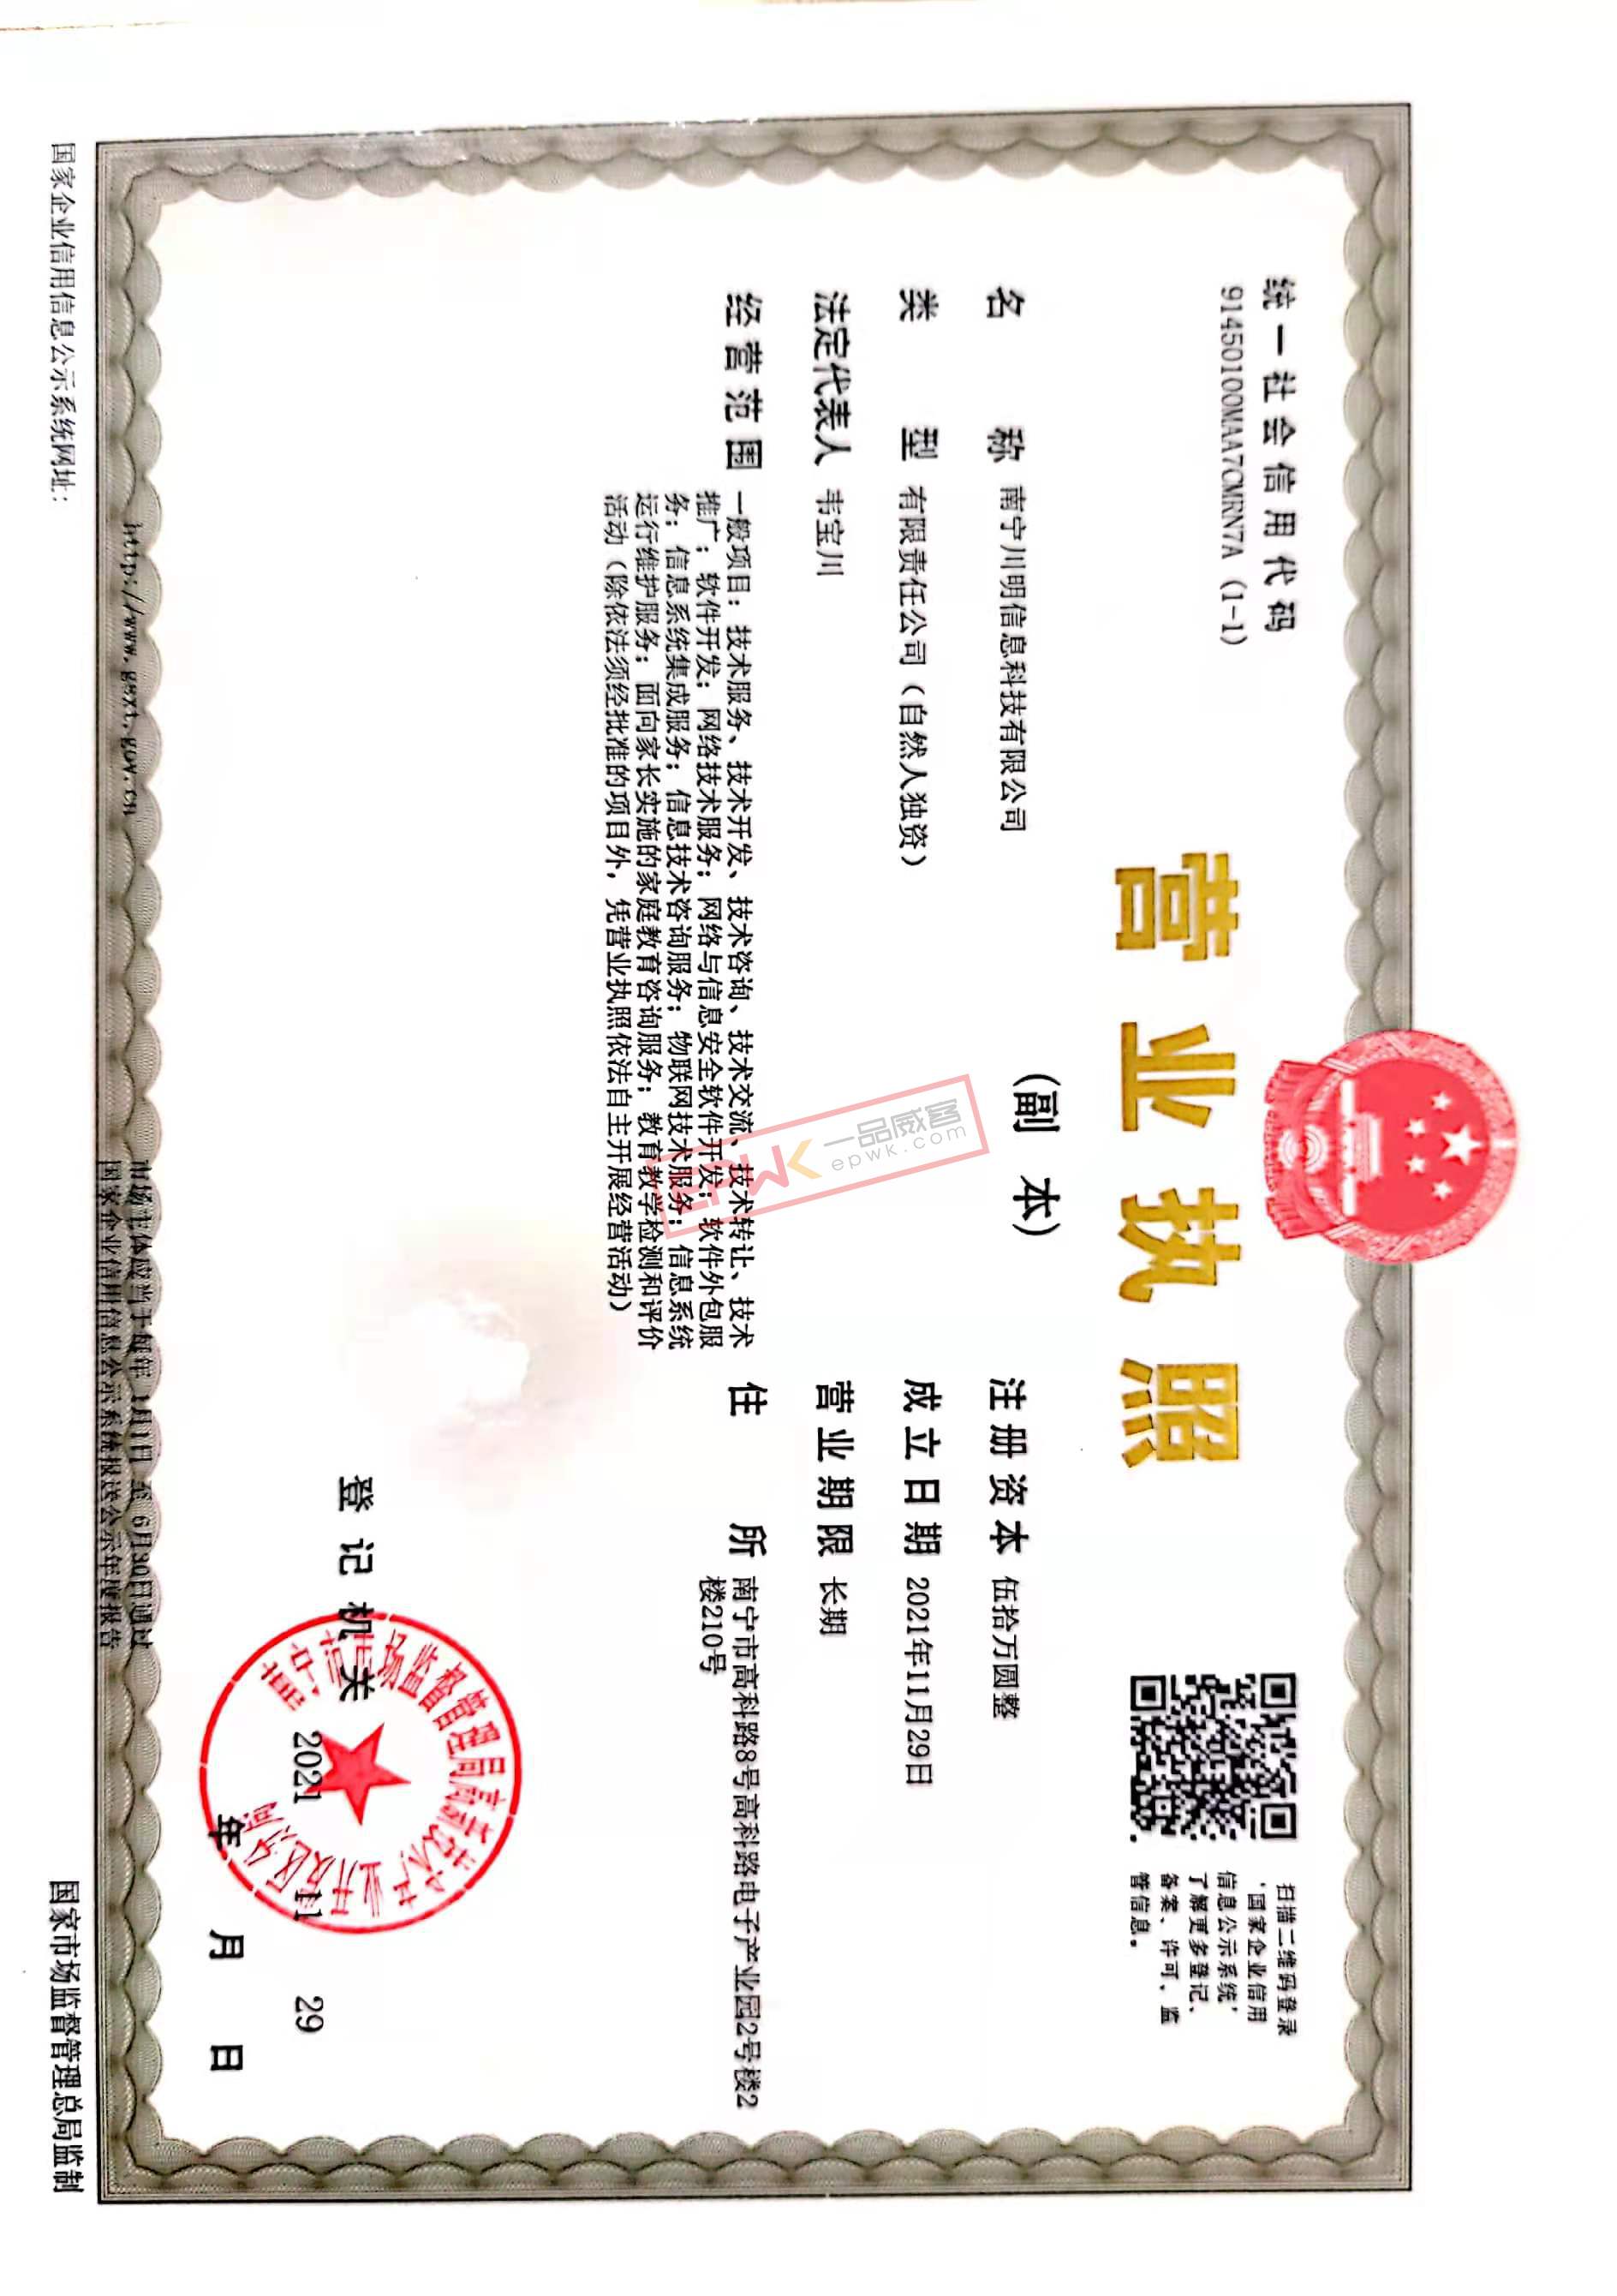 统一社会信用代码
91450100MAA7CMRN7A (1-1)
营业执照
(副 本)
扫描二维码登录
‘国家企业信用
信息公示系统’
了解更多登记、
备案、许可、监
管信息。
名称 南宁川明信息科技有限公司
类型 有限责任公司（自然人独资）
法定代表人 韦宝川
经营范围 一般项目：技术服务、技术开发、技术咨询、技术交流、技术转让、技术
推广；软件开发；网络技术服务；网络与信息安全软件开发；软件外包服
务；信息系统集成服务；信息技术咨询服务；物联网技术服务；信息系统
运行维护服务；面向家长实施的家庭教育咨询服务；教育教学检测和评价
活动（除依法须经批准的项目外，凭营业执照依法自主开展经营活动）
注册资本 伍拾万圆整
成立日期 2021年11月29日
营业期限 长期
住所 南宁市高科路8号高科路电子产业园2号楼2
楼210号
EPWK 一品威客
epwk.com
登记机关
南宁市市场监督管理局高新技术产业开发区分局
2021 11 29
年 月 日
http://www.gsxt.gov.cn
市场主体应当于每年 1月1日 至 6月30日通过
国家企业信用信息公示系统报送公示年度报告
国家企业信用信息公示系统网址：
国家市场监督管理总局监制